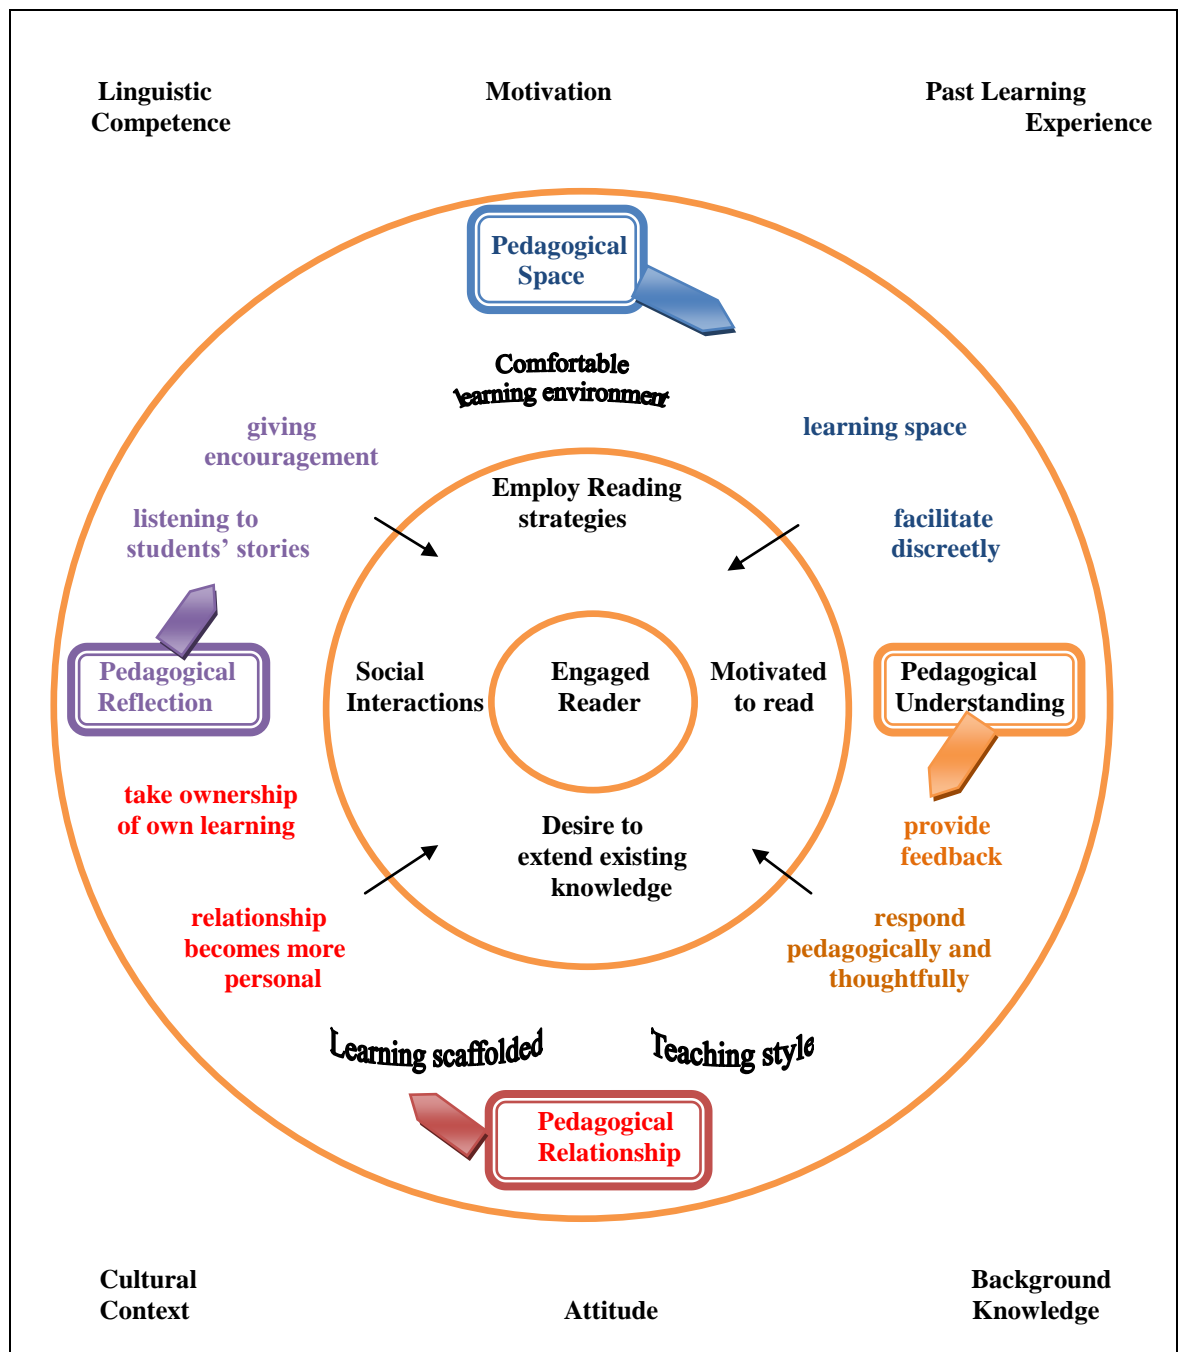 Linguistic
Competence
Motivation
Past Learning
Experience
Pedagogical
Space
Comfortable
learning environment
giving
encouragement
learning space
Employ Reading
strategies
listening to
students’ stories
facilitate
discreetly
Pedagogical
Reflection
Social
Interactions
Engaged
Reader
Motivated
to read
Pedagogical
Understanding
take ownership
of own learning
Desire to
extend existing
knowledge
provide
feedback
relationship
becomes more
personal
respond
pedagogically and
thoughtfully
Learning scaffolded
Teaching style
Pedagogical
Relationship
Cultural
Context
Attitude
Background
Knowledge